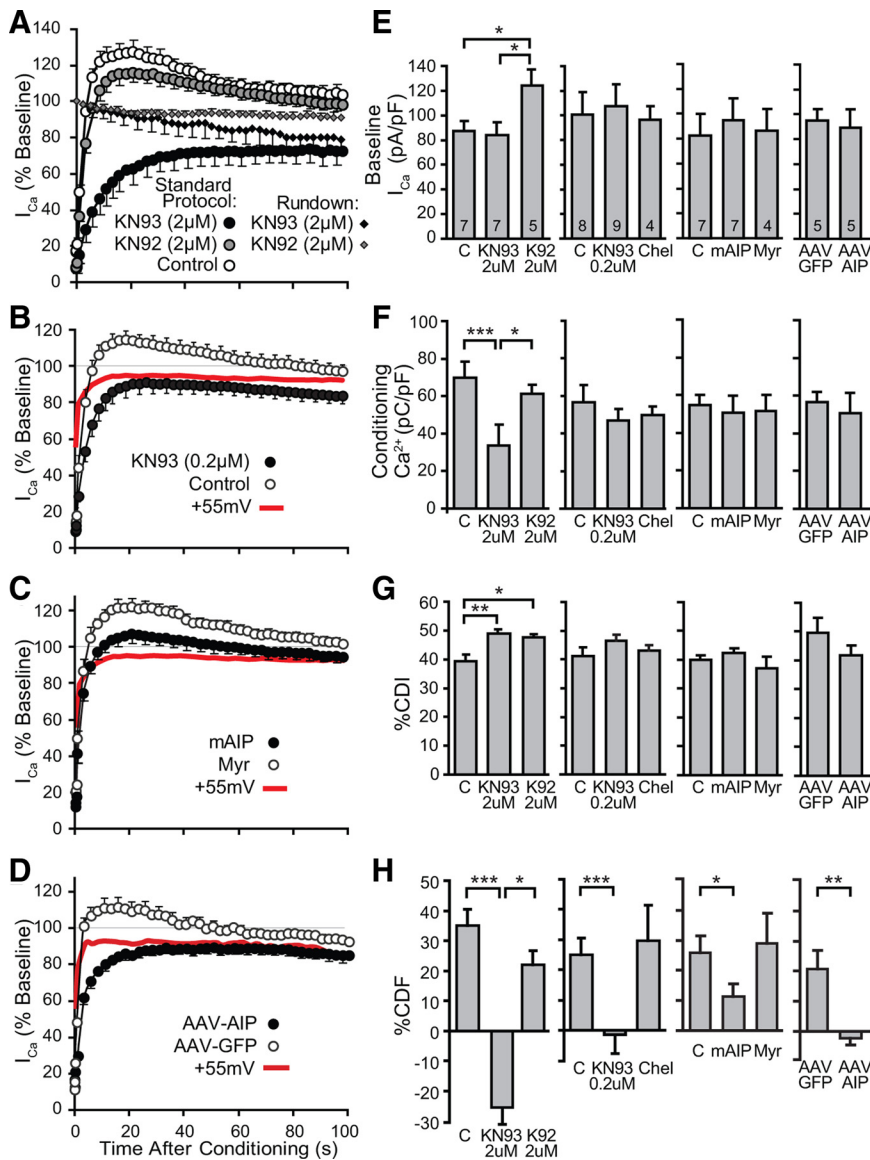 A
140
120
100
80
60
40
20
0
I Ca (% Baseline)
Standard Protocol:
Rundown:
KN93 (2µM)
KN93 (2µM)
KN92 (2µM)
KN92 (2µM)
Control
B
120
100
80
60
40
20
0
I Ca (% Baseline)
KN93 (0.2µM)
Control
+55mV
C
120
100
80
60
40
20
0
I Ca (% Baseline)
mAIP
Myr
+55mV
D
120
100
80
60
40
20
0
I Ca (% Baseline)
AAV-AIP
AAV-GFP
+55mV
0 20 40 60 80 100
Time After Conditioning (s)
E
*
*
140
120
100
80
60
40
20
0
Baseline
I Ca (pA/pF)
7 7 5 8 9 4 7 7 4 5 5
C KN93 2uM K92 2uM
C KN93 0.2uM Chel
C mAIP Myr
AAV GFP AAV AIP
F
*** *
100
80
60
40
20
0
Conditioning
Ca2+ (pC/pF)
C KN93 2uM K92 2uM
C KN93 0.2uM Chel
C mAIP Myr
AAV GFP AAV AIP
G
*
**
60
50
40
30
20
10
0
%CDI
C KN93 2uM K92 2uM
C KN93 0.2uM Chel
C mAIP Myr
AAV GFP AAV AIP
H
*** * *** * **
50
40
30
20
10
0
-10
-20
-30
%CDF
C KN93 2uM K92 2uM
C KN93 0.2uM Chel
C mAIP Myr
AAV GFP AAV AIP